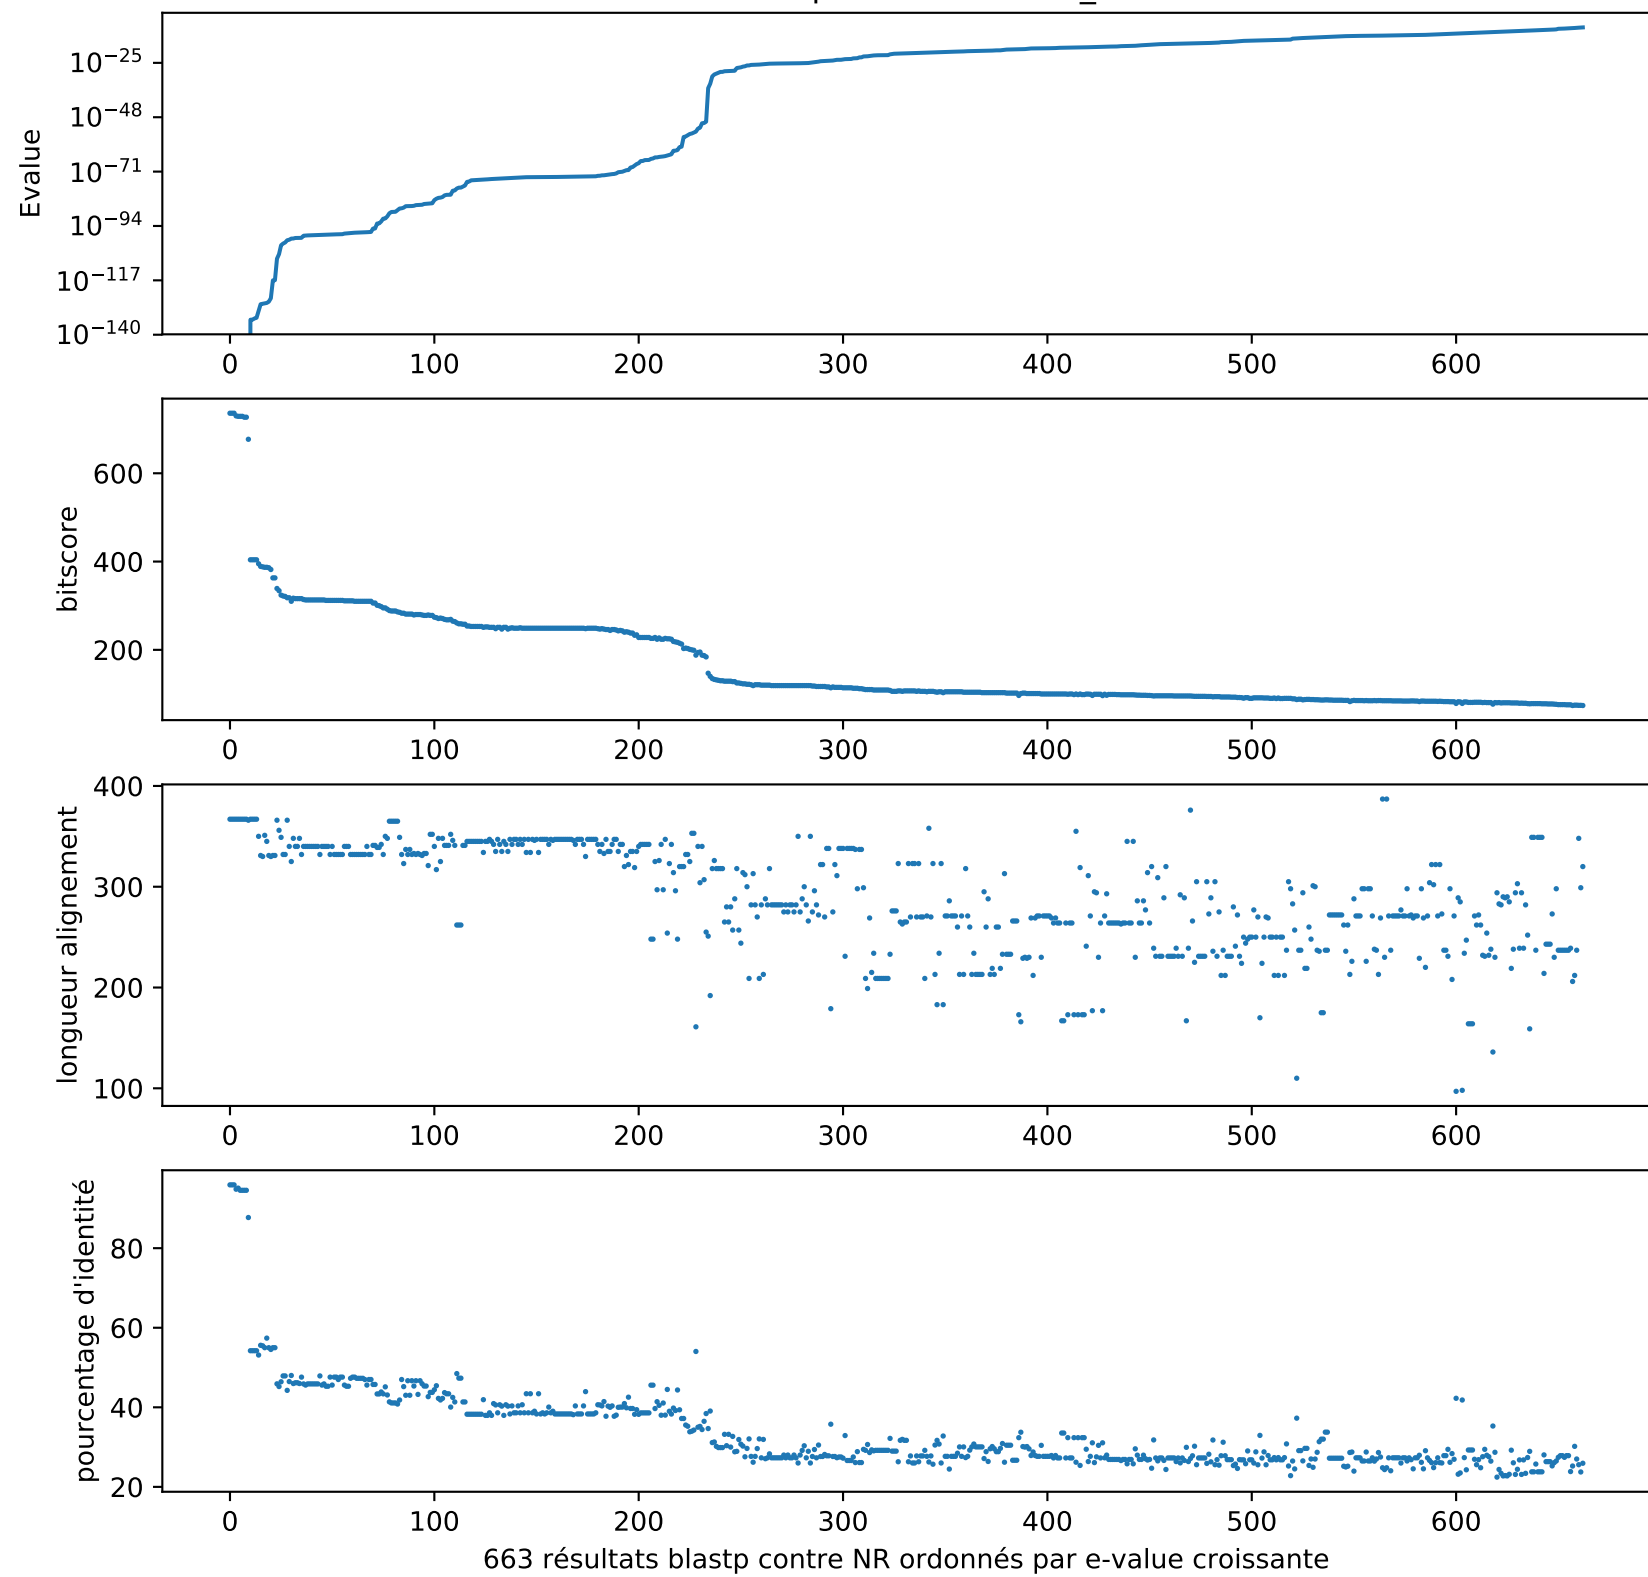 10−25
10−48
10−71
10−94
10−117
10−140
Evalue
0 100 200 300 400 500 600
600
400
200
bitscore
0 100 200 300 400 500 600
400
300
200
100
longueur alignement
0 100 200 300 400 500 600
80
60
40
20
pourcentage d'identité
0 100 200 300 400 500 600
663 résultats blastp contre NR ordonnés par e-value croissante